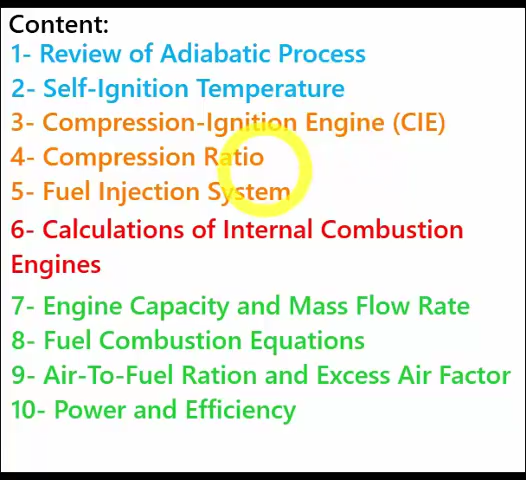 Content:
1- Review of Adiabatic Process
2- Self-Ignition Temperature
3- Compression-Ignition Engine (CIE)
4- Compression Ratio
5- Fuel Injection System
6- Calculations of Internal Combustion
Engines
7- Engine Capacity and Mass Flow Rate
8- Fuel Combustion Equations
9- Air-To-Fuel Ration and Excess Air Factor
10- Power and Efficiency